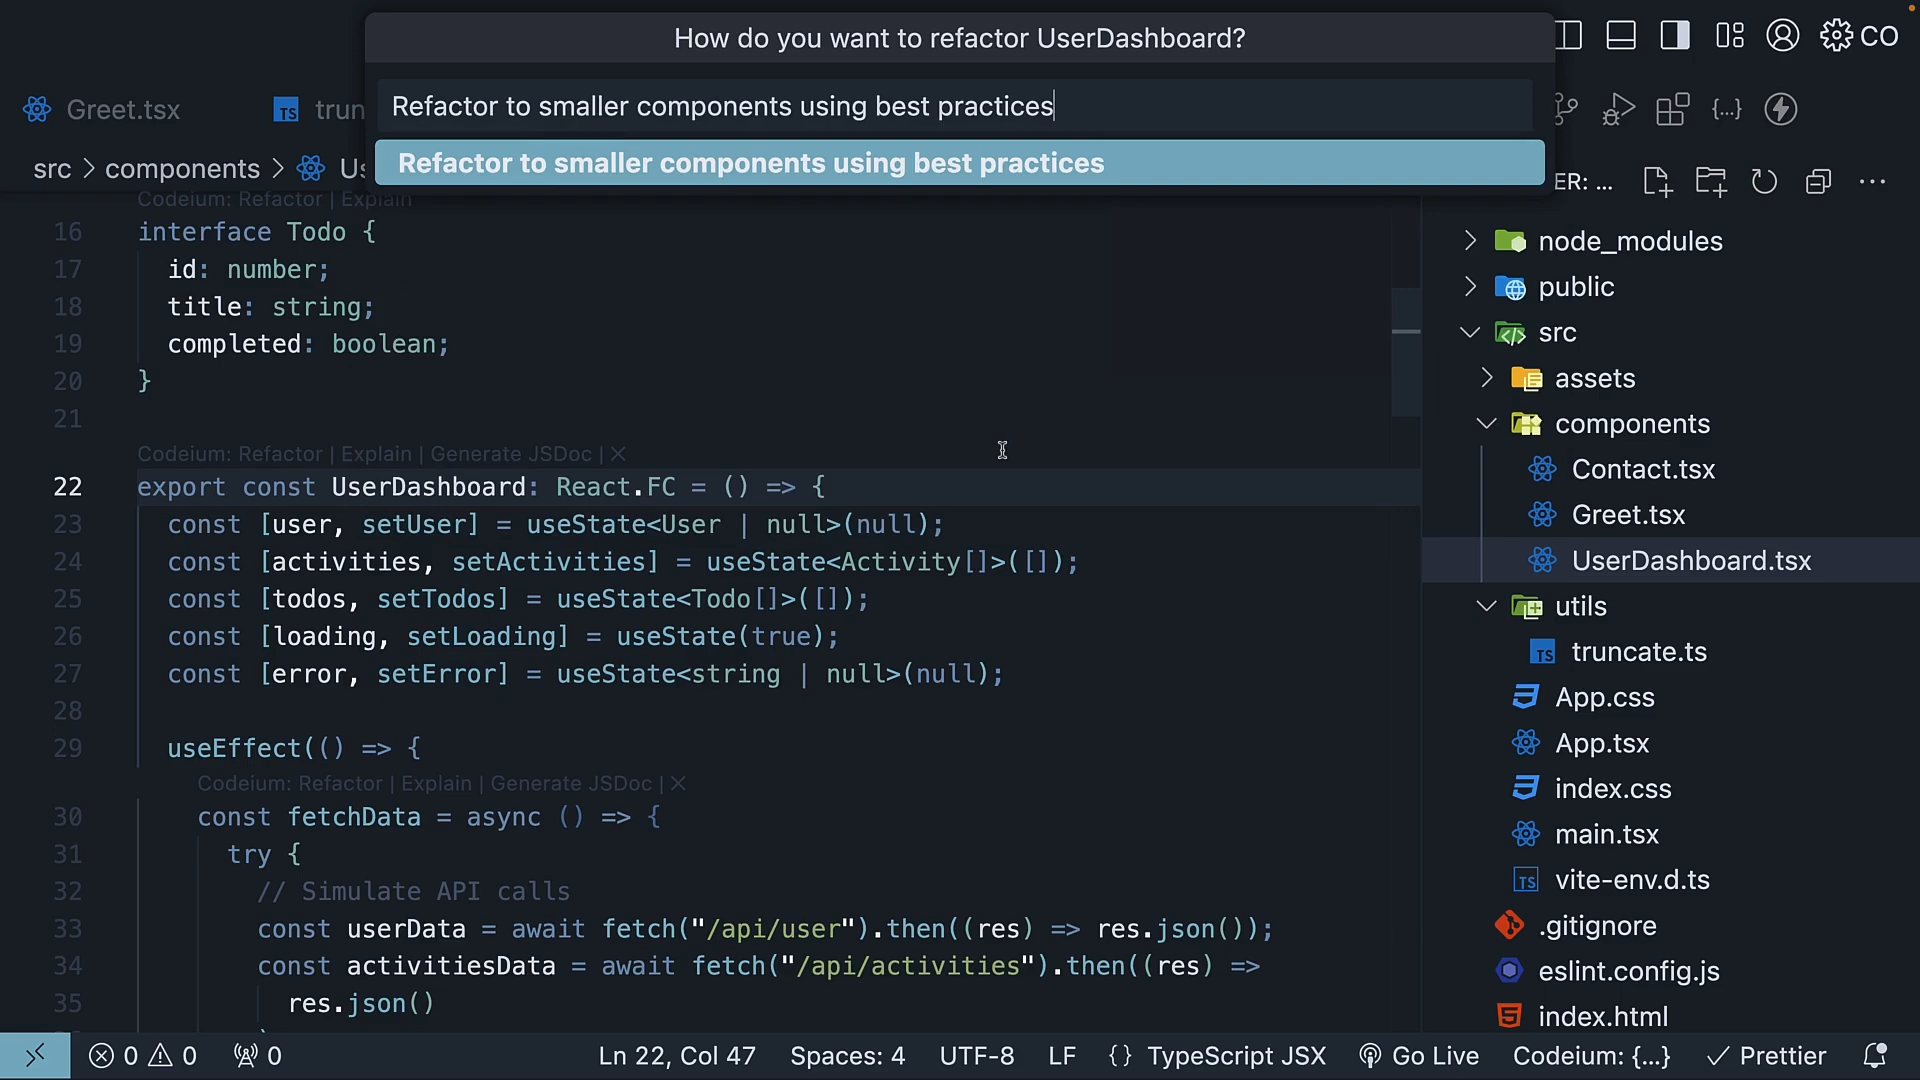 How do you want to refactor UserDashboard?
Refactor to smaller components using best practices
Refactor to smaller components using best practices
CO
Greet.tsx
TS trun
{...}
src > components > Us
ER: ...
Codeium: Refactor | Explain
16 interface Todo {
17 id: number;
18 title: string;
19 completed: boolean;
20 }
21
Codeium: Refactor | Explain | Generate JSDoc | X
22 export const UserDashboard: React.FC = () => {
23 const [user, setUser] = useState<User | null>(null);
24 const [activities, setActivities] = useState<Activity[]>([]);
25 const [todos, setTodos] = useState<Todo[]>([]);
26 const [loading, setLoading] = useState(true);
27 const [error, setError] = useState<string | null>(null);
28
29 useEffect(() => {
Codeium: Refactor | Explain | Generate JSDoc | X
30 const fetchData = async () => {
31 try {
32 // Simulate API calls
33 const userData = await fetch("/api/user").then((res) => res.json());
34 const activitiesData = await fetch("/api/activities").then((res) =>
35 res.json()
node_modules
public
src
assets
components
Contact.tsx
Greet.tsx
UserDashboard.tsx
utils
TS truncate.ts
App.css
App.tsx
index.css
main.tsx
TS vite-env.d.ts
.gitignore
eslint.config.js
index.html
0 0 0 Ln 22, Col 47 Spaces: 4 UTF-8 LF {} TypeScript JSX Go Live Codeium: {...} Prettier